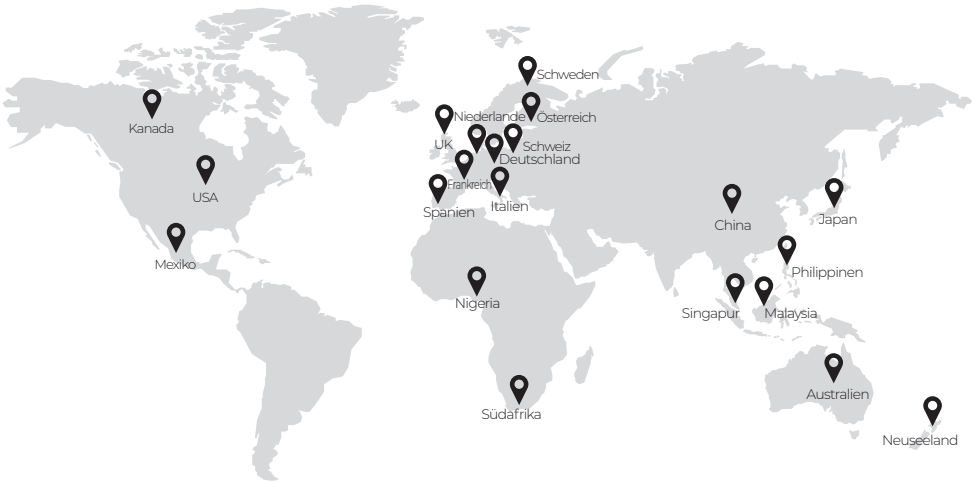 Schweden
Kanada
Niederlande
Österreich
UK
Schweiz
Deutschland
USA
Frankreich
Spanien
Italien
China
Japan
Mexiko
Philippinen
Nigeria
Singapur
Malaysia
Australien
Südafrika
Neuseeland